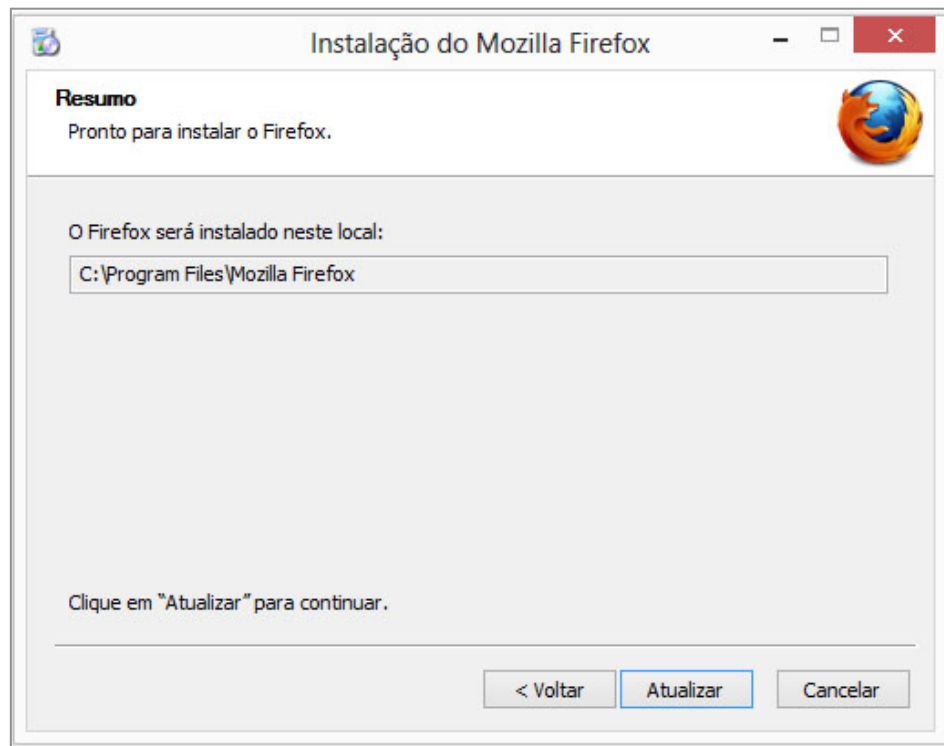 Instalação do Mozilla Firefox
Resumo
Pronto para instalar o Firefox.
O Firefox será instalado neste local:
C:\Program Files\Mozilla Firefox
Clique em “Atualizar” para continuar.
< Voltar Atualizar Cancelar